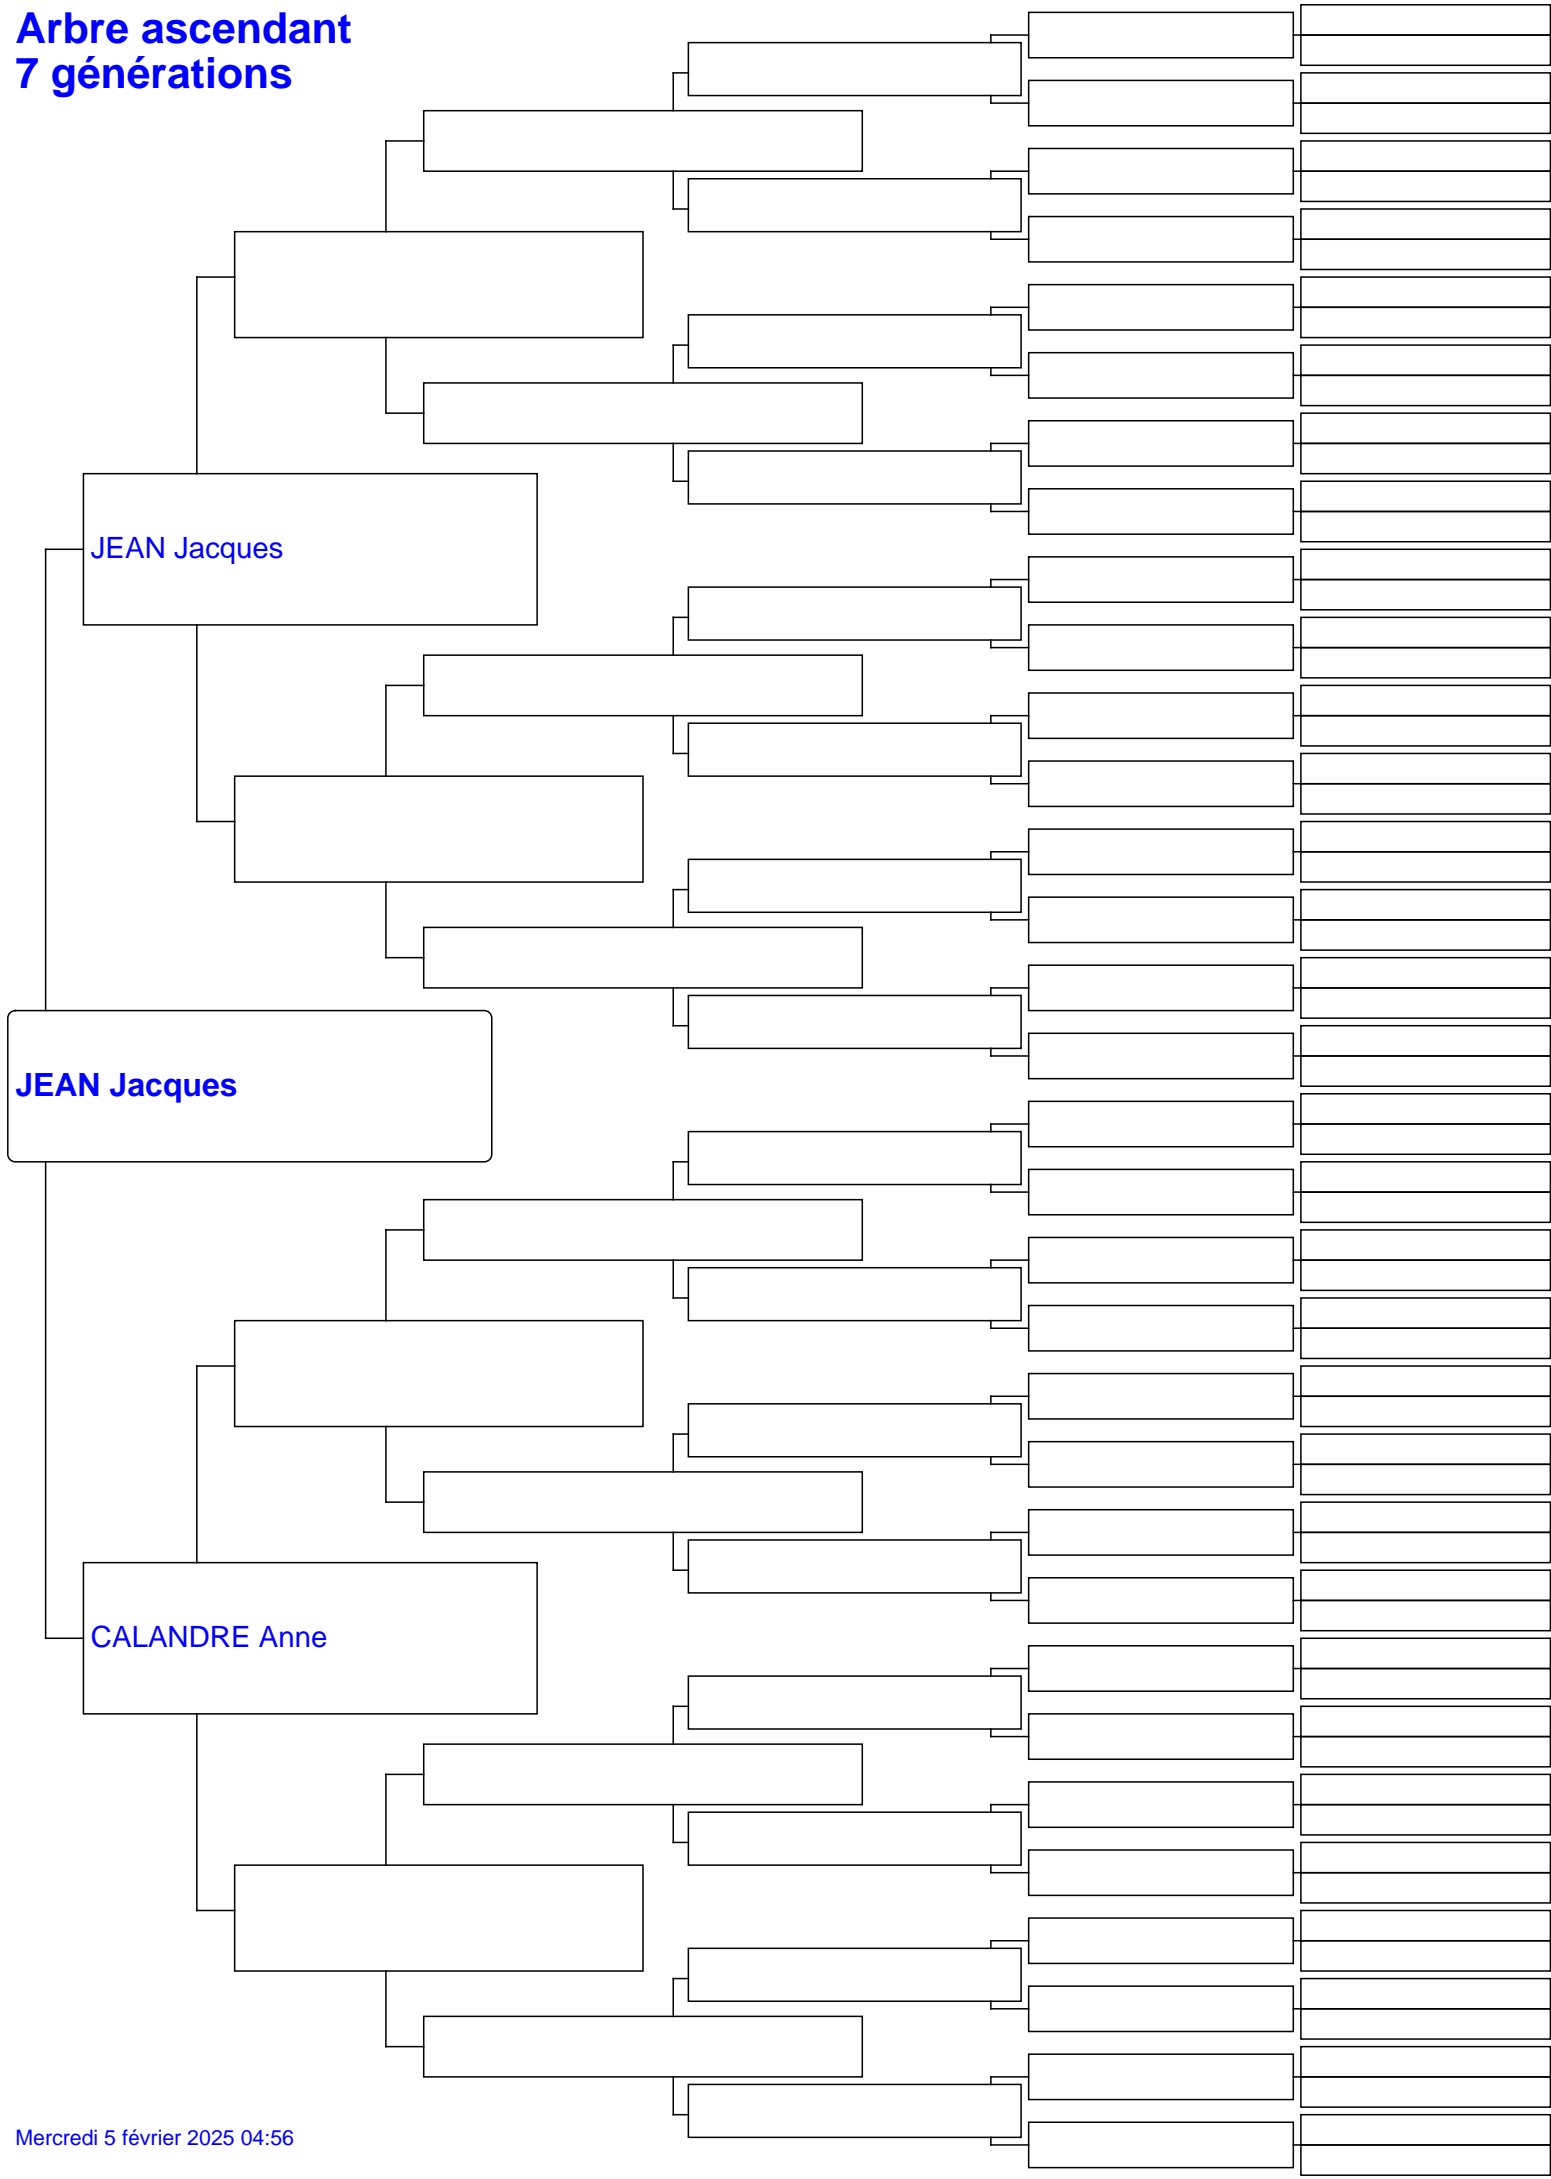 Arbre ascendant
7 générations
JEAN Jacques
JEAN Jacques
CALANDRE Anne
Mercredi 5 février 2025 04:56